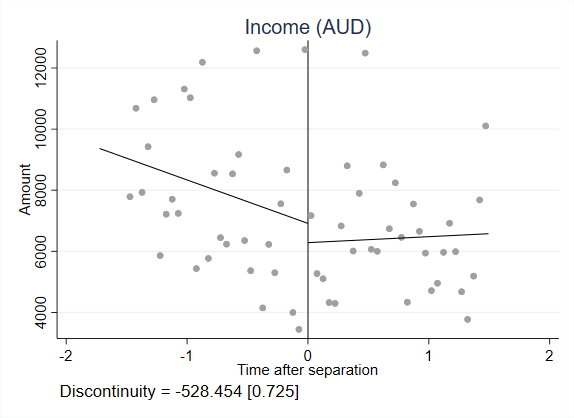 Income (AUD)
Amount
12000
10000
8000
6000
4000
-2
-1
0
1
2
Time after separation
Discontinuity = -528.454 [0.725]